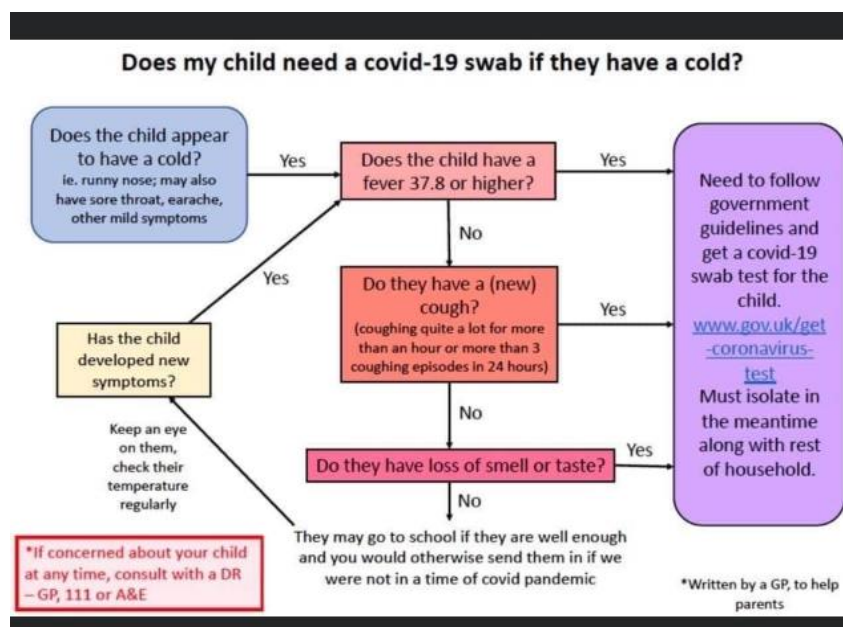 Does my child need a covid-19 swab if they have a cold?
Does the child appear
to have a cold?
ie. runny nose; may also
have sore throat, earache,
other mild symptoms
Yes
Does the child have a
fever 37.8 or higher?
Yes
Need to follow
government
guidelines and
get a covid-19
swab test for the
child.
www.gov.uk/get
-coronavirus-
test
Must isolate in
the meantime
along with rest
of household.
No
Yes
Do they have a (new)
cough?
(coughing quite a lot for more
than an hour or more than 3
coughing episodes in 24 hours)
Yes
Has the child
developed new
symptoms?
No
Keep an eye
on them,
check their
temperature
regularly
Do they have loss of smell or taste?
Yes
No
They may go to school if they are well enough
and you would otherwise send them in if we
were not in a time of covid pandemic
*If concerned about your child
at any time, consult with a DR
– GP, 111 or A&E
*Written by a GP, to help
parents